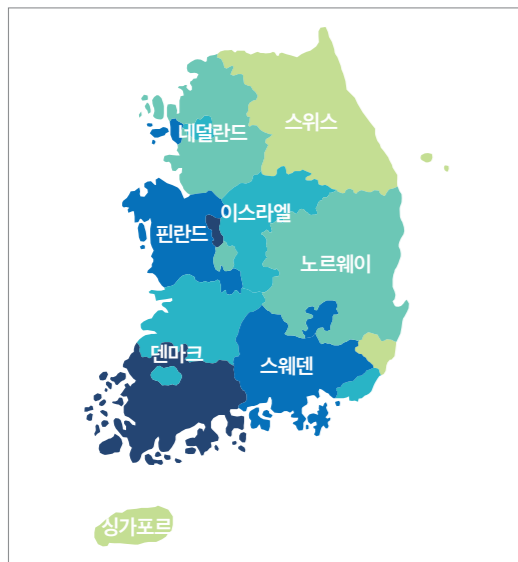 스위스
네덜란드
이스라엘
핀란드
노르웨이
덴마크
스웨덴
싱가포르